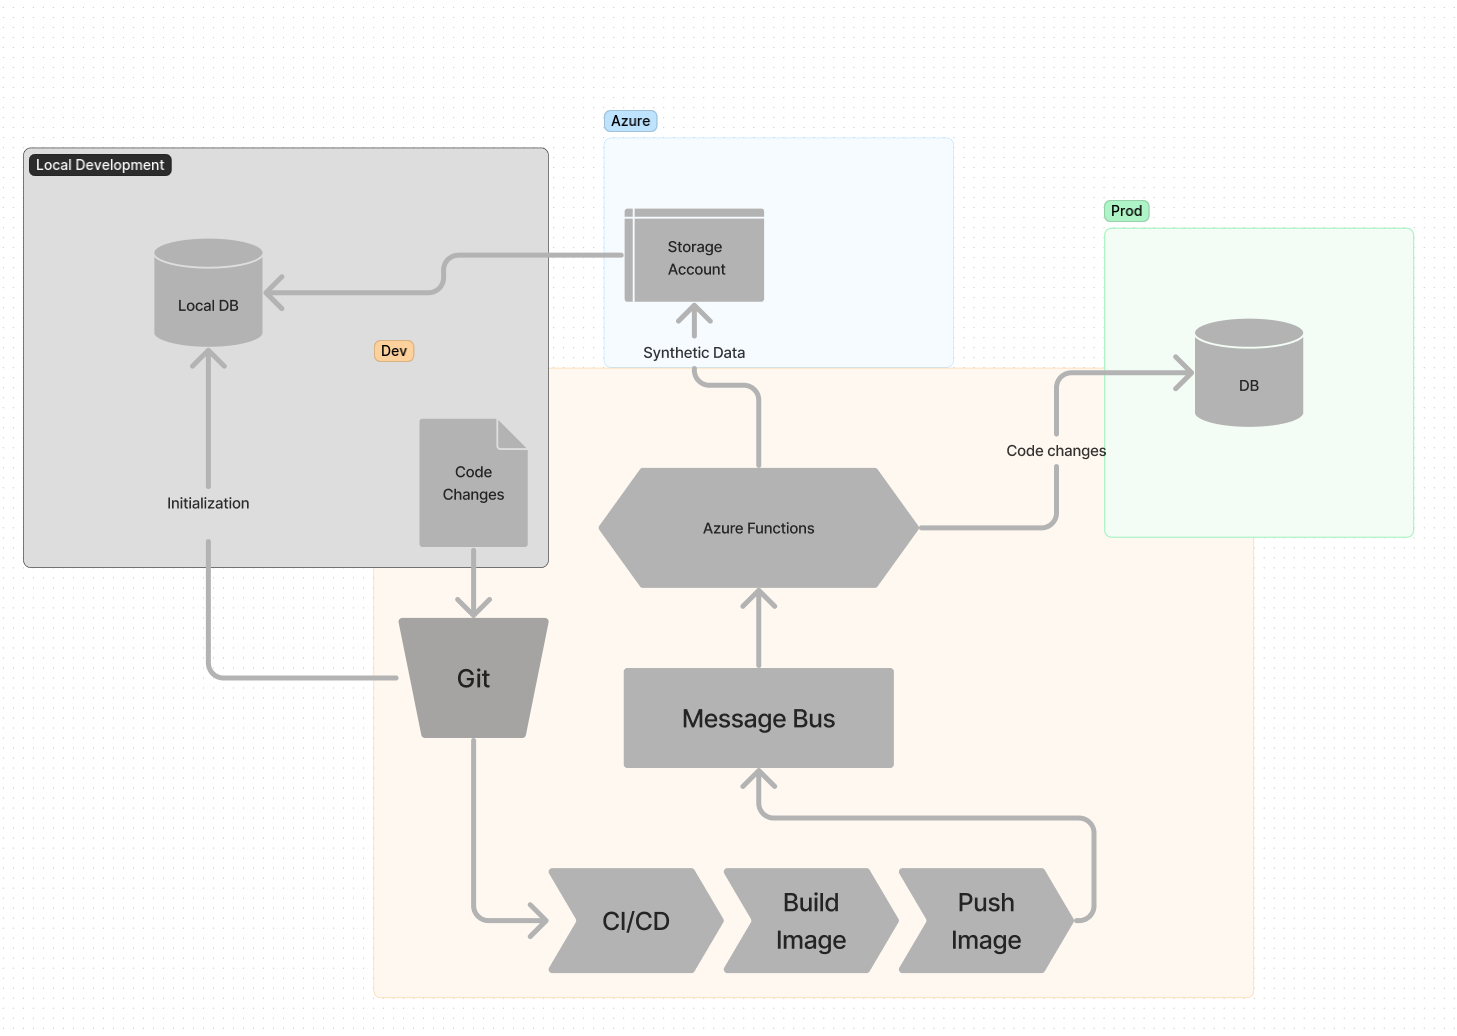 Azure
Local Development
Prod
Storage
Account
Local DB
Dev
Synthetic Data
DB
Code changes
Code
Changes
Initialization
Azure Functions
Git
Message Bus
CI/CD
Build
Image
Push
Image